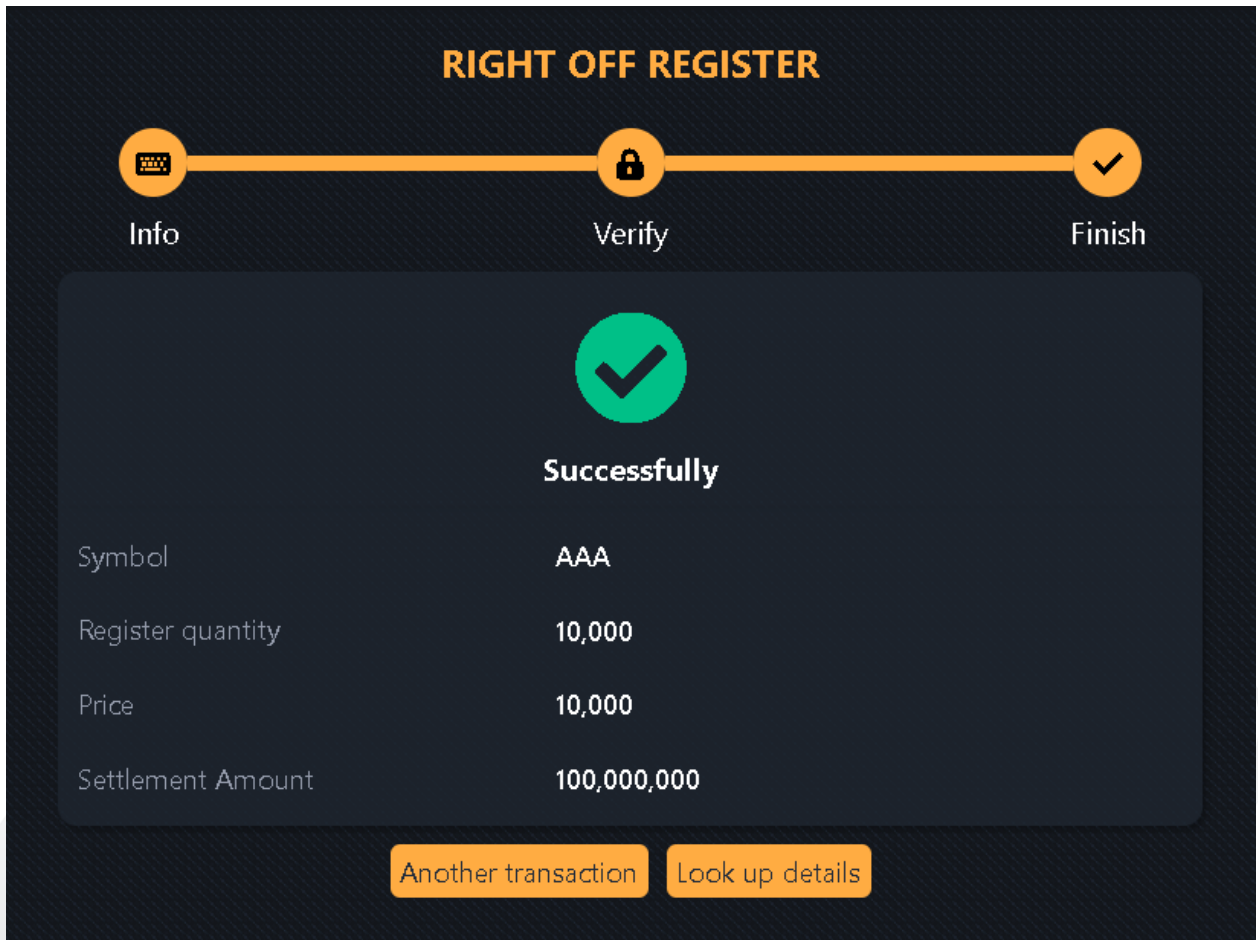 RIGHT OFF REGISTER
Info Verify Finish
Successfully
Symbol AAA
Register quantity 10,000
Price 10,000
Settlement Amount 100,000,000
Another transaction Look up details